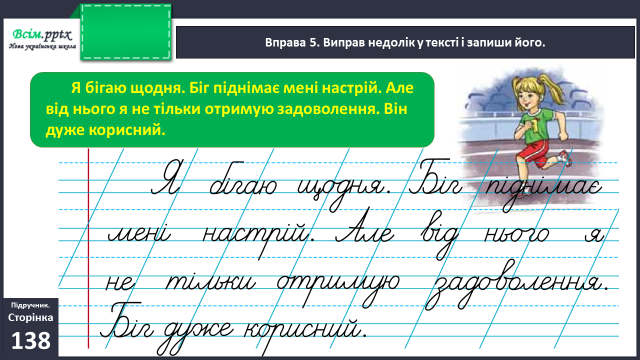 Всім.pptx
Нова українська школа
Вправа 5. Виправ недолік у тексті і запиши його.
Я бігаю щодня. Біг піднімає мені настрій. Але
від нього я не тільки отримую задоволення. Він
дуже корисний.
Я бігаю щодня. Біг піднімає
мені настрій. Але від нього я
не тільки отримую задоволення.
Біг дуже корисний.
Підручник.
Сторінка
138